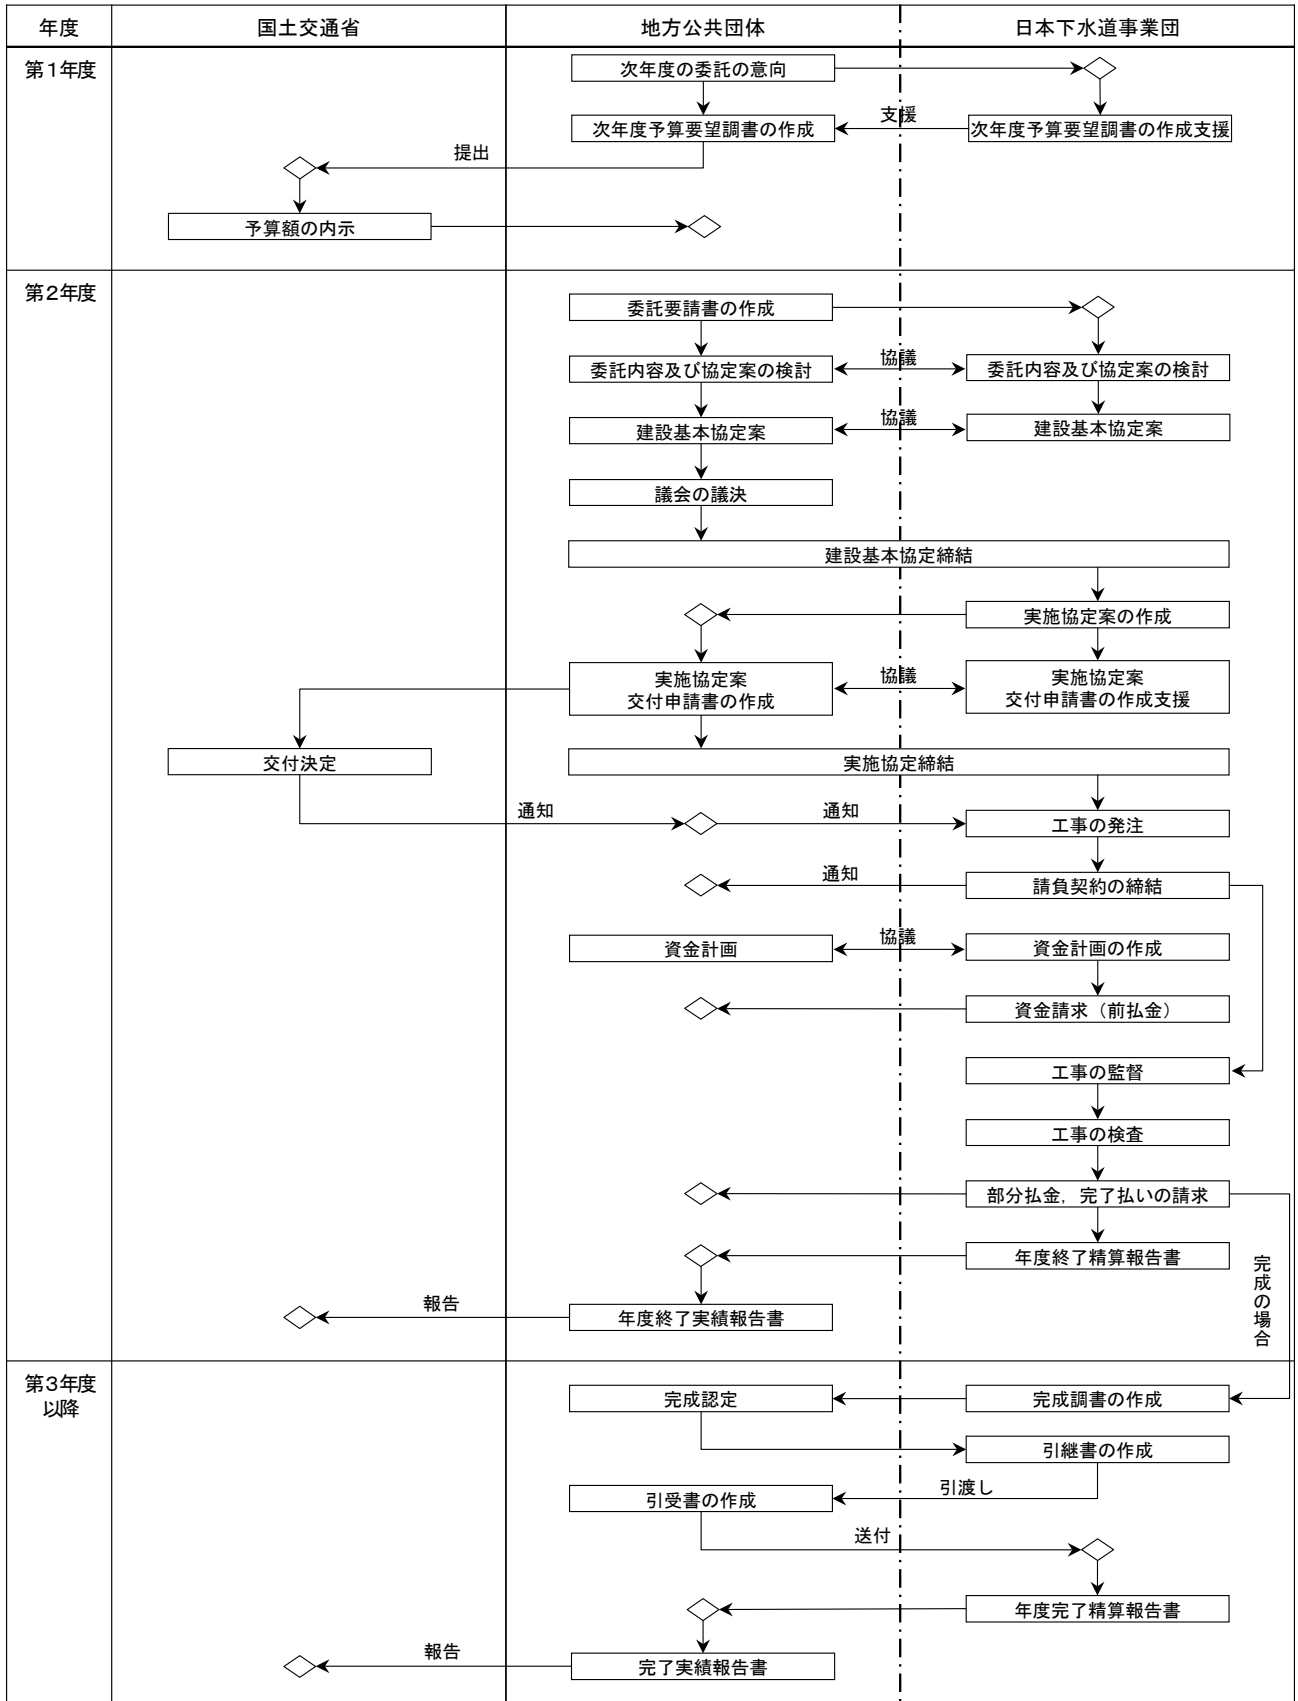 年度
国土交通省
地方公共団体
日本下水道事業団
第1年度
次年度の委託の意向
次年度予算要望調書の作成
支援
次年度予算要望調書の作成支援
提出
予算額の内示
第2年度
委託要請書の作成
委託内容及び協定案の検討
協議
委託内容及び協定案の検討
建設基本協定案
協議
建設基本協定案
議会の議決
建設基本協定締結
実施協定案の作成
実施協定案
交付申請書の作成
協議
実施協定案
交付申請書の作成支援
交付決定
実施協定締結
通知
通知
工事の発注
通知
請負契約の締結
資金計画
協議
資金計画の作成
資金請求（前払金）
工事の監督
工事の検査
部分払金，完了払いの請求
年度終了精算報告書
完成の場合
報告
年度終了実績報告書
第3年度
以降
完成認定
完成調書の作成
引継書の作成
引渡し
引受書の作成
送付
年度完了精算報告書
報告
完了実績報告書